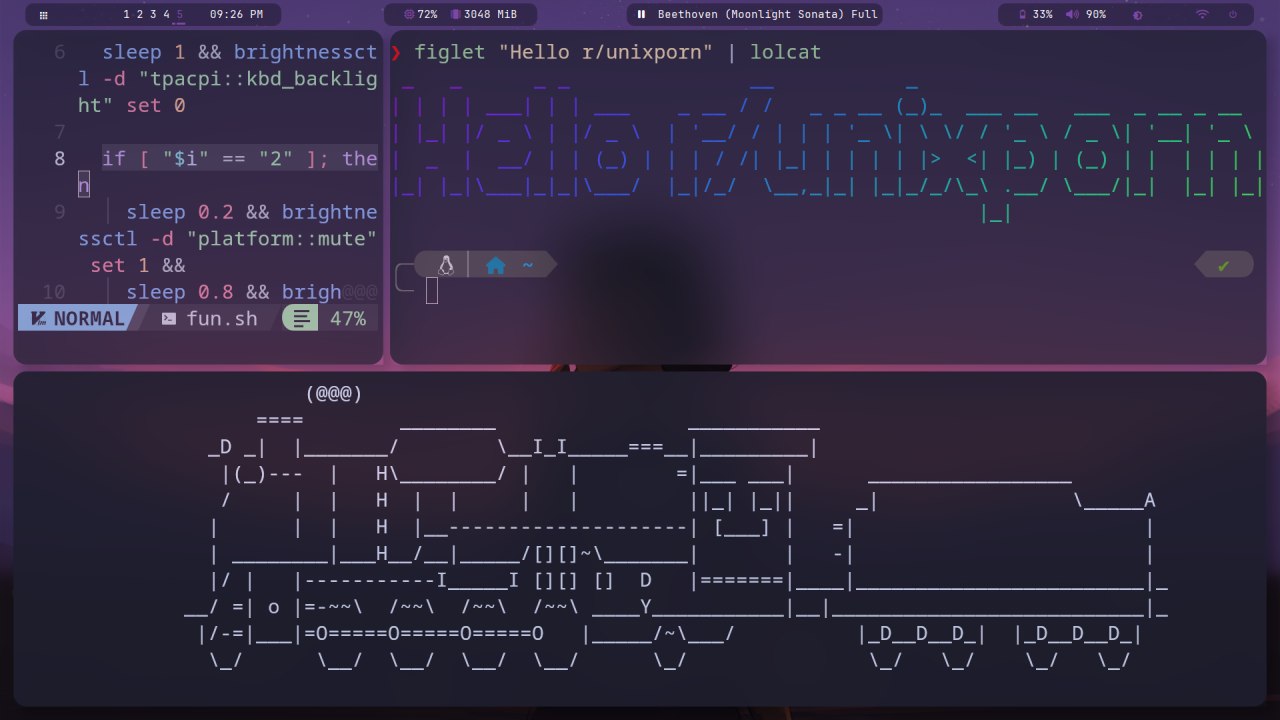 1 2 3 4 5 09:26 PM 72% 3048 MiB Beethoven (Moonlight Sonata) Full 33% 90%
6 sleep 1 && brightnessct
l -d "tpacpi::kbd_backlig
ht" set 0
7
8 if [ "$i" == "2" ]; the
n
9 sleep 0.2 && brightne
ssctl -d "platform::mute"
set 1 &&
10 sleep 0.8 && brigh@@@
NORMAL fun.sh 47%
❯ figlet "Hello r/unixporn" | lolcat
Hello r/unixporn
~